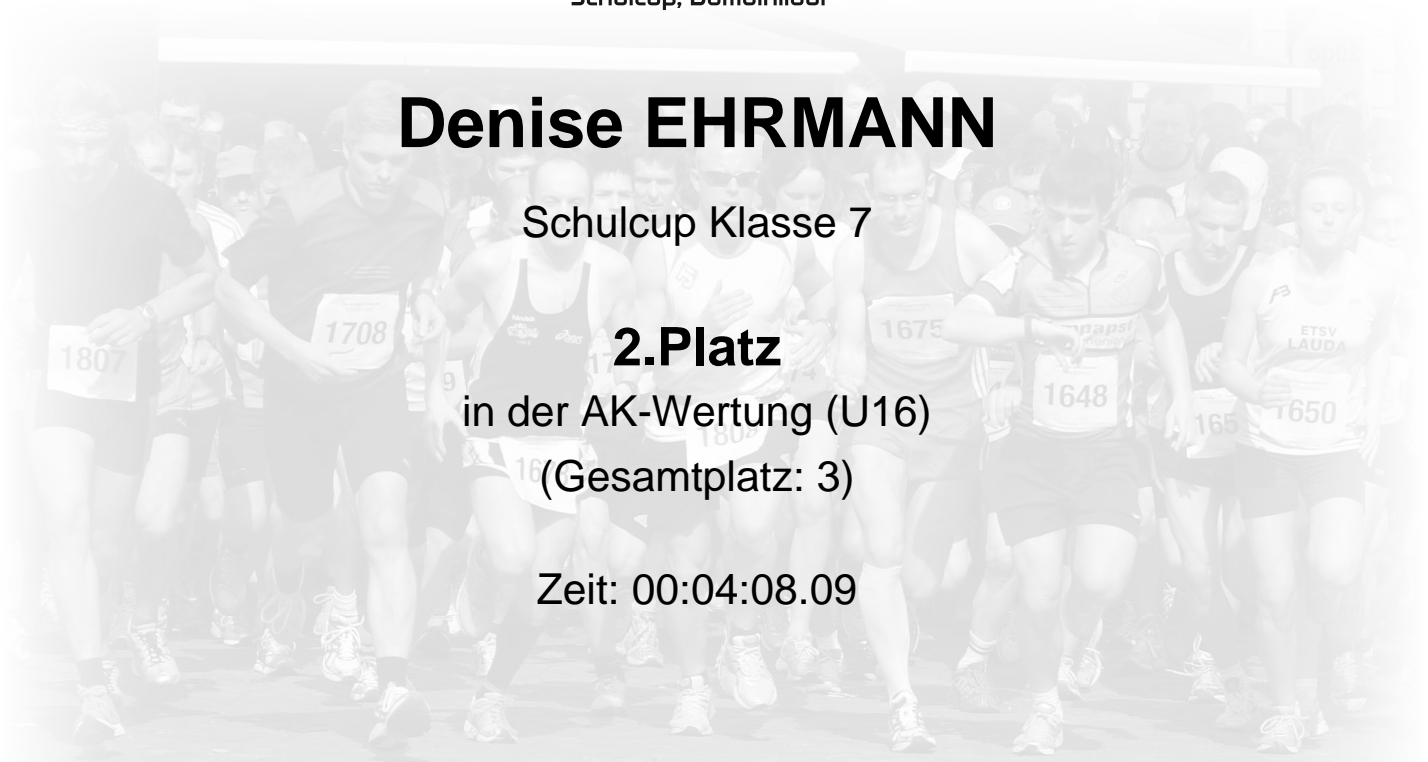 Denise EHRMANN
Schulcup Klasse 7
2.Platz
in der AK-Wertung (U16)
(Gesamtplatz: 3)
Zeit: 00:04:08.09
1807
1708
1675
1648
165
1650
ETSV
LAUDA